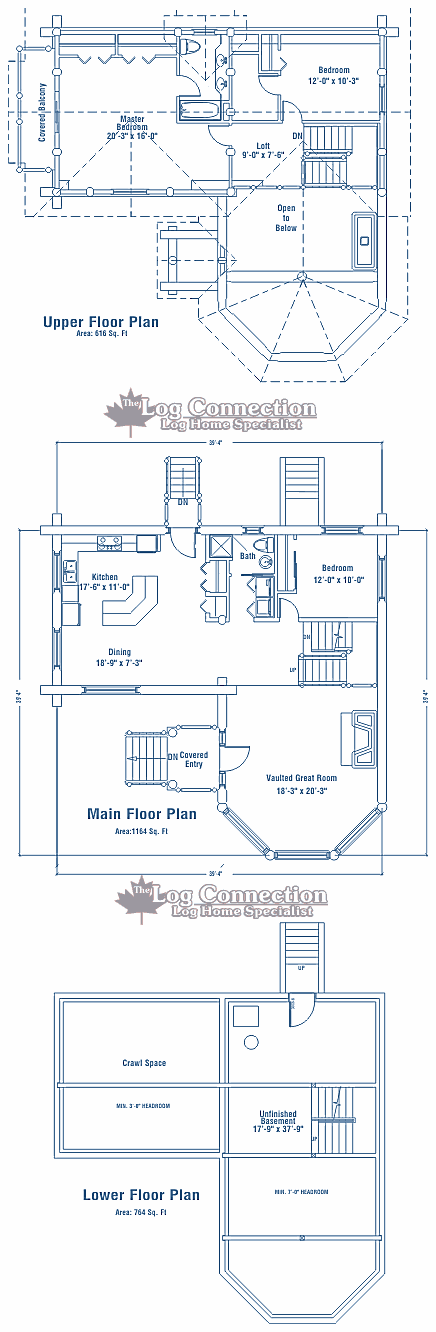 Covered Balcony
Master
Bedroom
20'-3" x 16'-0"
Bedroom
12'-0" x 10'-3"
Loft
9'-0" x 7'-6"
DN
Open
to
Below
Upper Floor Plan
Area: 616 Sq. Ft
The Log Connection
Log Home Specialist
39'4"
DN
Kitchen
17'-6" x 11'-0"
Bath
Bedroom
12'-0" x 10'-0"
Dining
18'-9" x 7'-3"
DN
UP
39'4"
39'4"
DN
Covered
Entry
Vaulted Great Room
18'-3" x 20'-3"
Main Floor Plan
Area:1164 Sq. Ft
39'4"
The Log Connection
Log Home Specialist
UP
Crawl Space
MIN. 3'-0" HEADROOM
Unfinished
Basement
17'-9" x 37'-9"
UP
MIN. 7'-0" HEADROOM
Lower Floor Plan
Area: 764 Sq. Ft